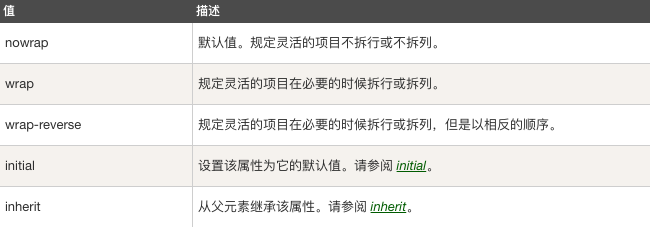 值 描述
nowrap 默认值。规定灵活的项目不拆行或不拆列。
wrap 规定灵活的项目在必要的时候拆行或拆列。
wrap-reverse 规定灵活的项目在必要的时候拆行或拆列，但是以相反的顺序。
initial 设置该属性为它的默认值。请参阅 initial。
inherit 从父元素继承该属性。请参阅 inherit。